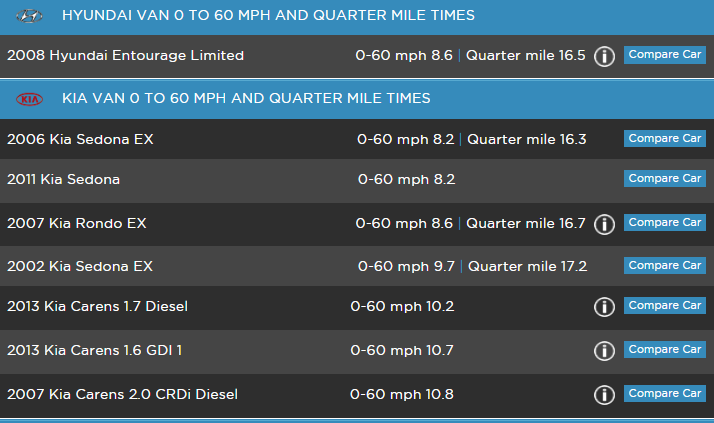 HYUNDAI VAN 0 TO 60 MPH AND QUARTER MILE TIMES
2008 Hyundai Entourage Limited 0-60 mph 8.6 | Quarter mile 16.5 i Compare Car
KIA KIA VAN 0 TO 60 MPH AND QUARTER MILE TIMES
2006 Kia Sedona EX 0-60 mph 8.2 | Quarter mile 16.3 Compare Car
2011 Kia Sedona 0-60 mph 8.2 Compare Car
2007 Kia Rondo EX 0-60 mph 8.6 | Quarter mile 16.7 i Compare Car
2002 Kia Sedona EX 0-60 mph 9.7 | Quarter mile 17.2 Compare Car
2013 Kia Carens 1.7 Diesel 0-60 mph 10.2 i Compare Car
2013 Kia Carens 1.6 GDI 1 0-60 mph 10.7 i Compare Car
2007 Kia Carens 2.0 CRDi Diesel 0-60 mph 10.8 i Compare Car